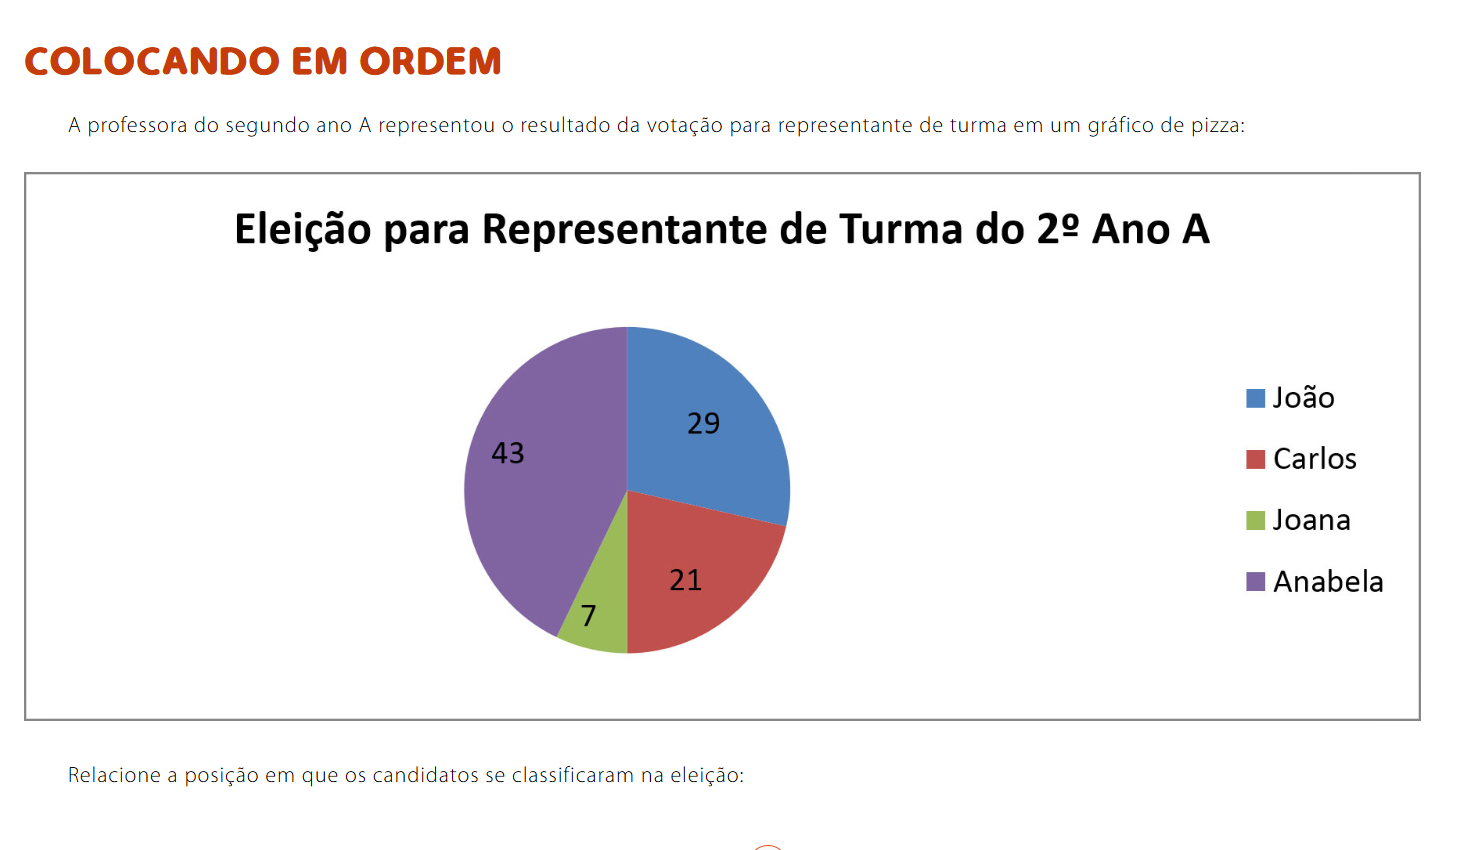 COLOCANDO EM ORDEM
A professora do segundo ano A representou o resultado da votação para representante de turma em um gráfico de pizza:
Eleição para Representante de Turma do 2º Ano A
29
43
21
7
João
Carlos
Joana
Anabela
Relacione a posição em que os candidatos se classificaram na eleição: